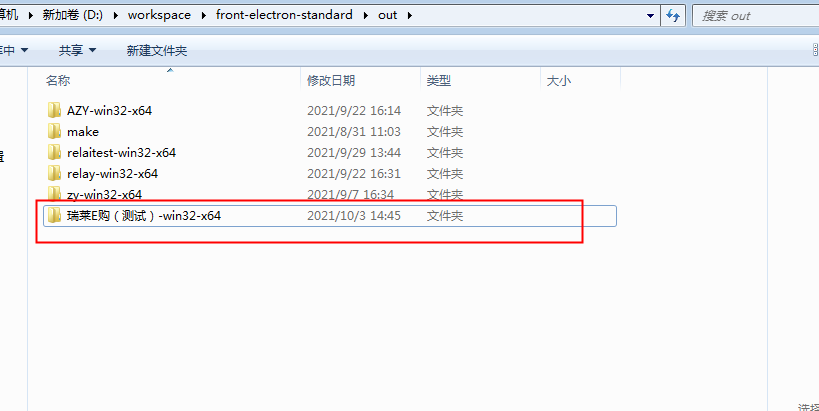 算机 ▸ 新加卷 (D:) ▸ workspace ▸ front-electron-standard ▸ out ▸ 搜索 out
库中 共享 新建文件夹
名称 修改日期 类型 大小
AZY-win32-x64 2021/9/22 16:14 文件夹
make 2021/8/31 11:03 文件夹
relaitest-win32-x64 2021/9/29 13:44 文件夹
relay-win32-x64 2021/9/22 16:31 文件夹
zy-win32-x64 2021/9/7 16:34 文件夹
瑞莱E购（测试）-win32-x64 2021/10/3 14:45 文件夹